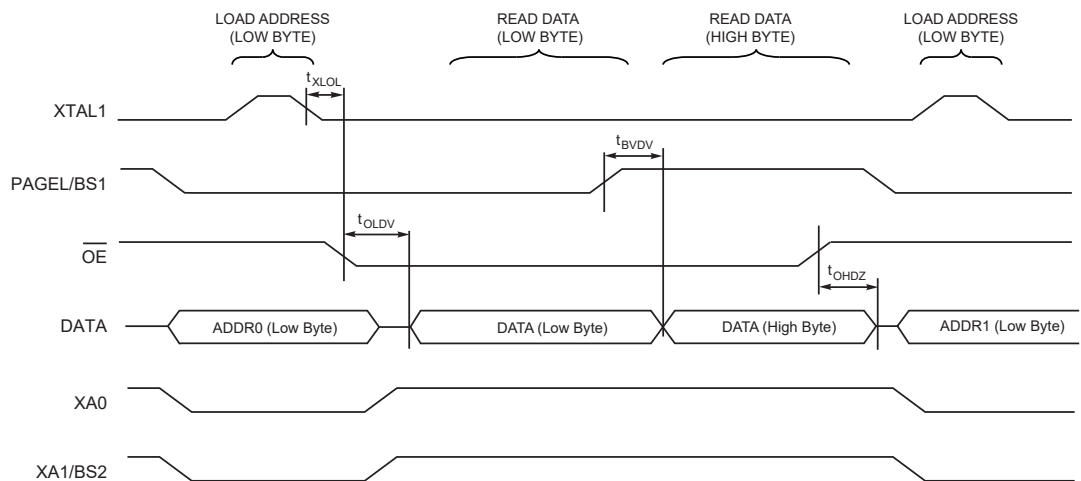 LOAD ADDRESS
(LOW BYTE)
READ DATA
(LOW BYTE)
READ DATA
(HIGH BYTE)
LOAD ADDRESS
(LOW BYTE)
tXLOL
XTAL1
tBVDV
PAGEL/BS1
tOLDV
OE
tOHDZ
DATA
ADDR0 (Low Byte)
DATA (Low Byte)
DATA (High Byte)
ADDR1 (Low Byte)
XA0
XA1/BS2